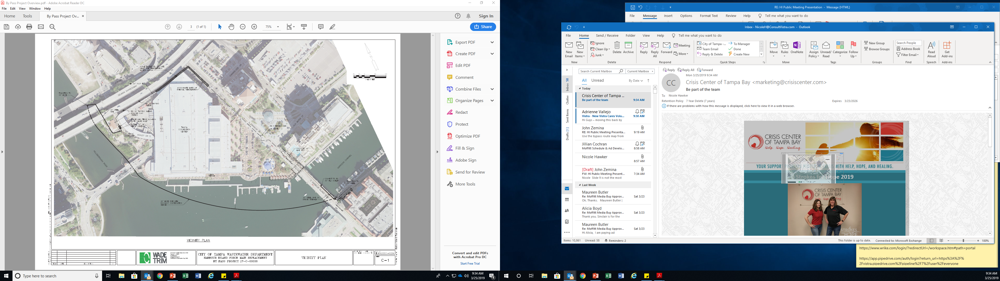 By Pass Project Overview.pdf - Adobe Acrobat Reader DC
File Edit View Window Help
Home Tools By Pass Project Ov... × Sign In
3 (1 of 1) 75% Share
VICINITY PLAN
TAMPA CONVENTION CENTER
SELMON EXPRESSWAY
ASHLEY DR S
HILLSBOROUGH RIVER
GARRISON CHANNEL
APPROXIMATE LIMITS OF
INTERNAL REHABILITATION
WADE TRIM
CITY OF TAMPA WASTEWATER DEPARTMENT
HARBOUR ISLAND FORCE MAIN REPLACEMENT
BY PASS PROJECT 17-C-00038
VICINITY PLAN
C-1
Export PDF
Create PDF
Edit PDF
Comment
Combine Files
Organize Pages
Redact
Protect
Optimize PDF
Fill & Sign
Adobe Sign
Send for Review
More Tools
Convert and edit PDFs
with Acrobat Pro DC
Start Free Trial
Type here to search
9:34 AM
3/25/2019
RE: HI Public Meeting Presentation - Message (HTML)
File Message Insert Options Format Text Review Help Tell me what you want to do
Inbox - NicoleH@ConsultVistra.com - Outlook
File Home Send / Receive Folder View Help Tell me what you want to do
New Email New Items Ignore Clean Up Junk Delete Archive Reply Reply All Forward Meeting More
City of Tampa -... To Manager
Team Email Done
Reply & Delete Create New
Move Rules OneNote Assign Policy Unread/ Read Categorize Follow Up
New Group
Browse Groups
Search People
Address Book
Filter Email
Read Aloud Get Add-ins
New Delete Respond Quick Steps Move Tags Groups Find Speech Add-ins
Inbox 58
Clutter
Sent Items
Drafts [1]
Search Current Mailbox Current Mailbox
All Unread By Date
Today
Crisis Center of Tampa ...
Be part of the team 9:34 AM
Adrienne Vallejo
Vistra - New Vistra Cares Volu... 9:30 AM
Hi Guys – moving this back by
John Zemina
RE: HI Public Meeting Presenta... 9:19 AM
Use the bypass route map from
Jillian Cochran
Moffitt Schedule & Ad Develo... 8:58 AM
Nicole Hawker
8:57 AM
[Draft] John Zemina
FW: HI Public Meeting Present... 7:34 AM
Nicole Slide 9 is not the most
Last Week
Maureen Butler
Re: Moffitt Media Buy Approv... Sat 3/23
Ok. Thanks. Maureen Butler |
Alicia Boyd
Re: Moffitt Media Buy Approv... Sat 3/23
Thank you. Sinclair is for the
Maureen Butler
Re: Moffitt Media Buy Approv... Sat 3/23
Hi Alicia, I am paying ad
Reply Reply All Forward
Mon 3/25/2019 9:34 AM
CC
Crisis Center of Tampa Bay <marketing@crisiscenter.com>
Be part of the team
To Nicole Hawker
Retention Policy 7 Year Delete (7 years) Expires 3/23/2026
If there are problems with how this message is displayed, click here to view it in a web browser.
CRISIS CENTER
OF TAMPA BAY
Help. Hope. Healing.
YOUR SUPPORT WITH HELP, HOPE, AND HEALING.
Strokes for Hope 2019
CRISIS CENTER
OF TAMPA BAY
Help. Hope. Healing.
STROKES
HOPE
Items: 10,861 Unread: 58 Reminders: 2 This folder is up to date. Connected to: Microsoft Exchange 100%
https://www.wrike.com/login/?redirectUrl=/workspace.htm#path=portal
https://app.pipedrive.com/auth/login?return_url=https%3A%2F%
2Fvistra.pipedrive.com%2Fpipeline%2F7%2Fuser%2Feveryone
9:34 AM
3/25/2019